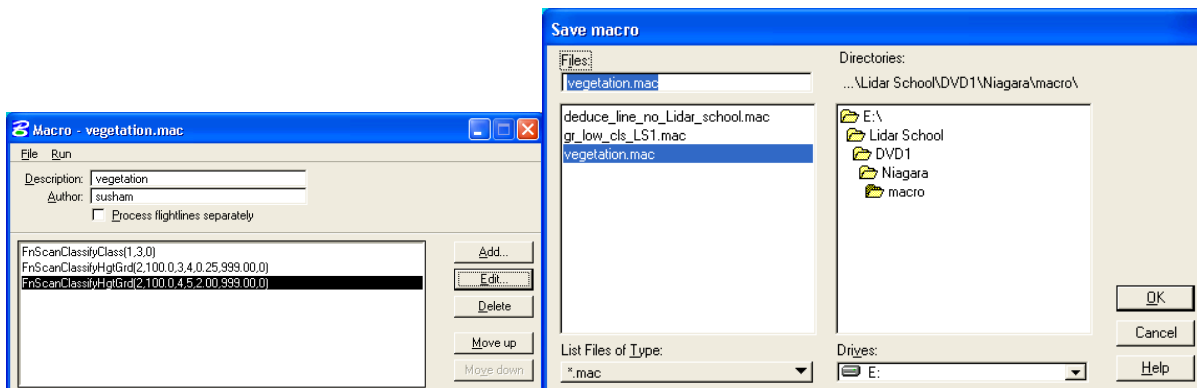 Macro - vegetation.mac
File Run
Description: vegetation
Author: susham
Process flightlines separately
FnScanClassifyClass(1,3,0)
FnScanClassifyHgtGrd(2,100.0,3,4,0.25,999.00,0)
FnScanClassifyHgtGrd(2,100.0,4,5,2.00,999.00,0)
Add...
Edit...
Delete
Move up
Move down
Save macro
Files:
vegetation.mac
deduce_line_no_Lidar_school.mac
gr_low_cls_LS1.mac
vegetation.mac
List Files of Type:
*.mac
Directories:
...\Lidar School\DVD1\Niagara\macro\
E:\
Lidar School
DVD1
Niagara
macro
Drives:
E:
OK
Cancel
Help